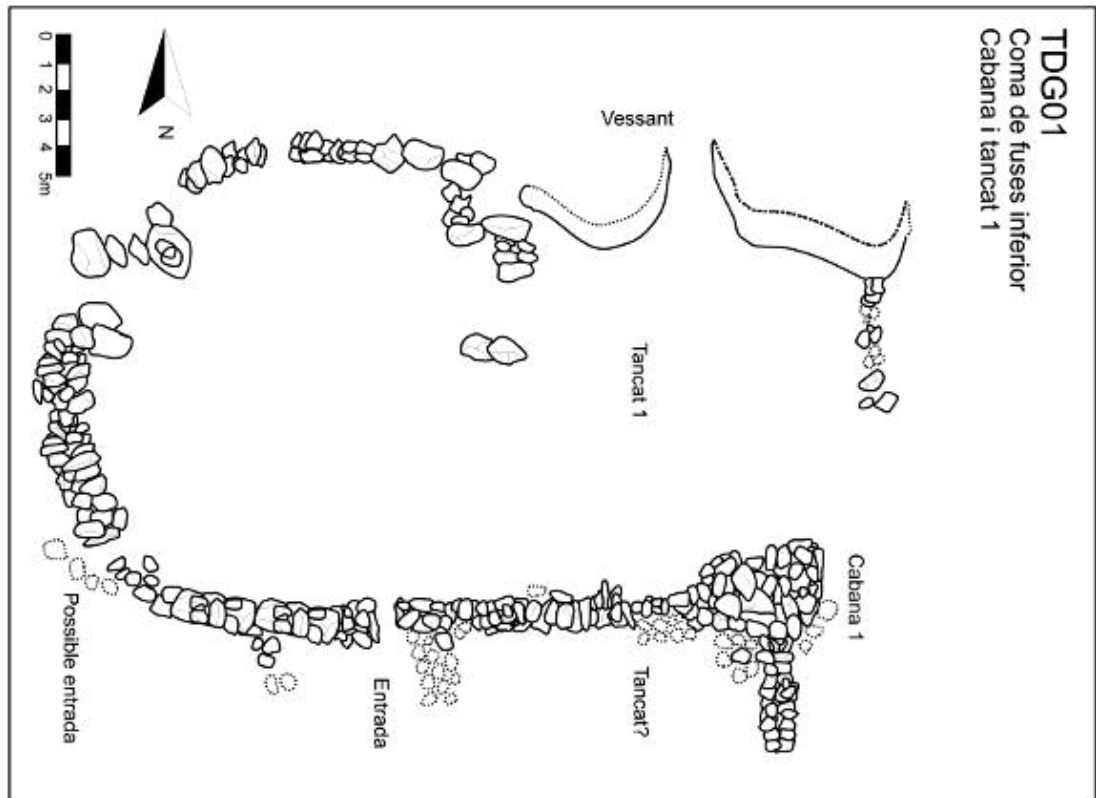 TDG01
Coma de fuses inferior
Cabana i tancat 1
Vessant
Tancat 1
Cabana 1
Tancat?
Entrada
Possible entrada
N
0 1 2 3 4 5m